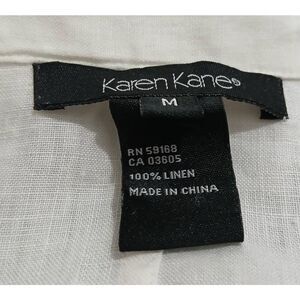 Karen Kane®
M
RN 59168
CA 03605
100% LINEN
MADE IN CHINA